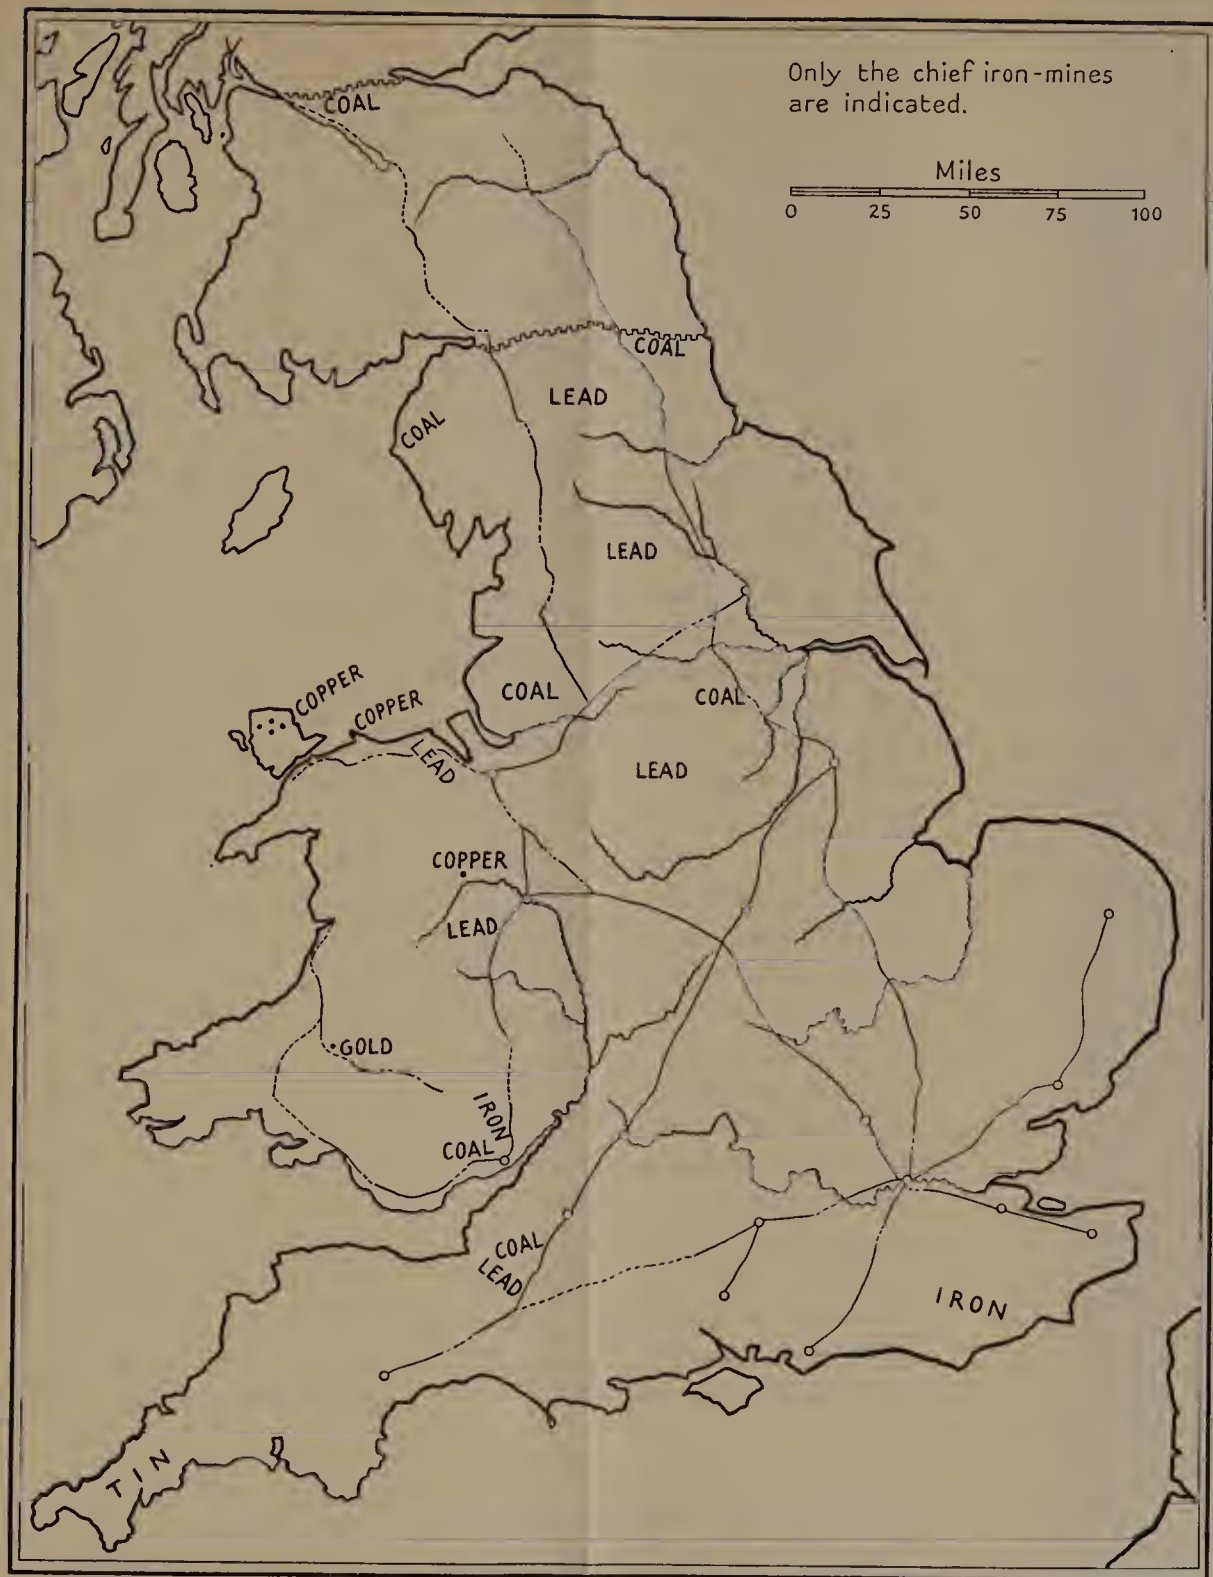 Only the chief iron-mines
are indicated.
Miles
0 25 50 75 100
COAL
COAL
LEAD
COAL
LEAD
COAL
COAL
COPPER
COPPER
LEAD
LEAD
COPPER
LEAD
GOLD
IRON
COAL
COAL
LEAD
IRON
TIN